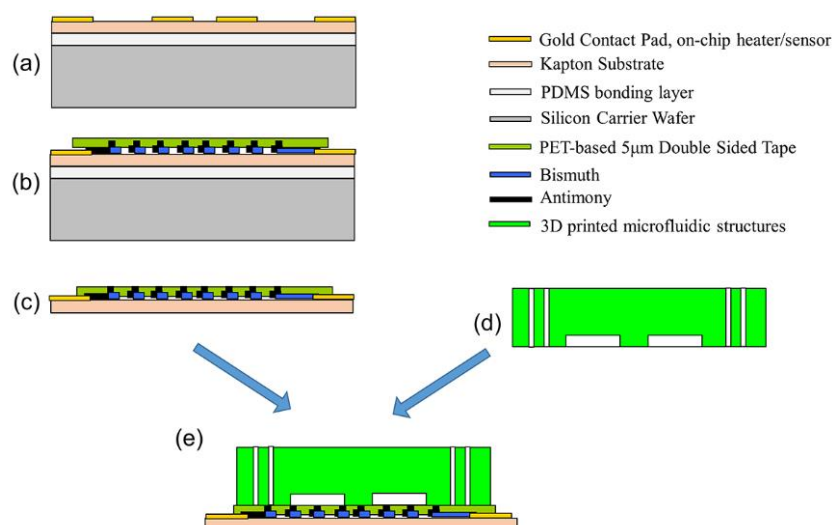 (a)
Gold Contact Pad, on-chip heater/sensor
Kapton Substrate
PDMS bonding layer
Silicon Carrier Wafer
PET-based 5μm Double Sided Tape
Bismuth
Antimony
3D printed microfluidic structures
(b)
(c)
(d)
(e)